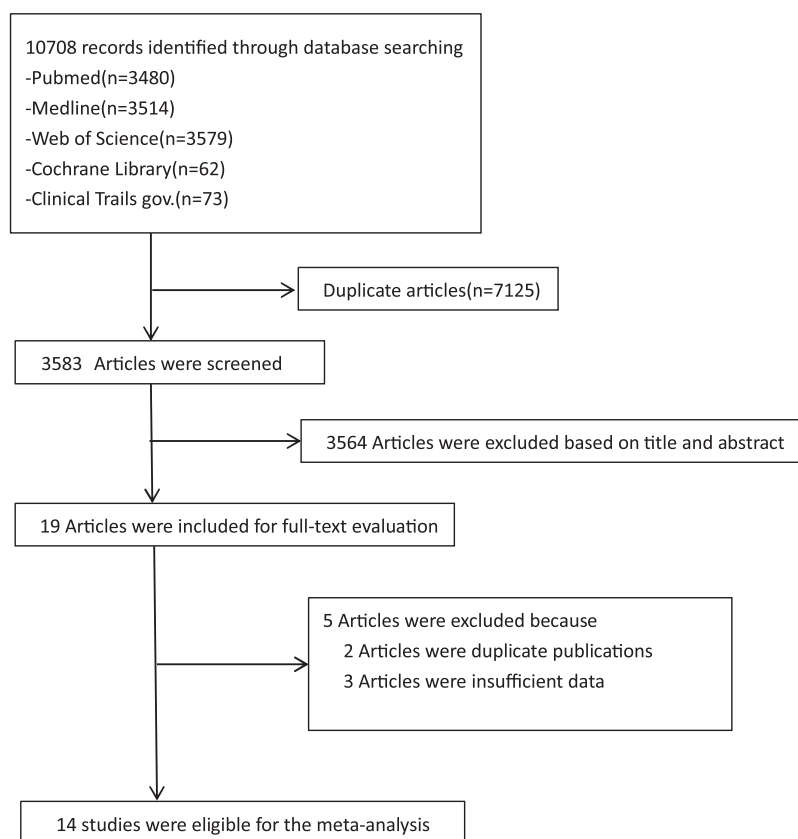 10708 records identified through database searching
-Pubmed(n=3480)
-Medline(n=3514)
-Web of Science(n=3579)
-Cochrane Library(n=62)
-Clinical Trails gov.(n=73)
Duplicate articles(n=7125)
3583 Articles were screened
3564 Articles were excluded based on title and abstract
19 Articles were included for full-text evaluation
5 Articles were excluded because
2 Articles were duplicate publications
3 Articles were insufficient data
14 studies were eligible for the meta-analysis